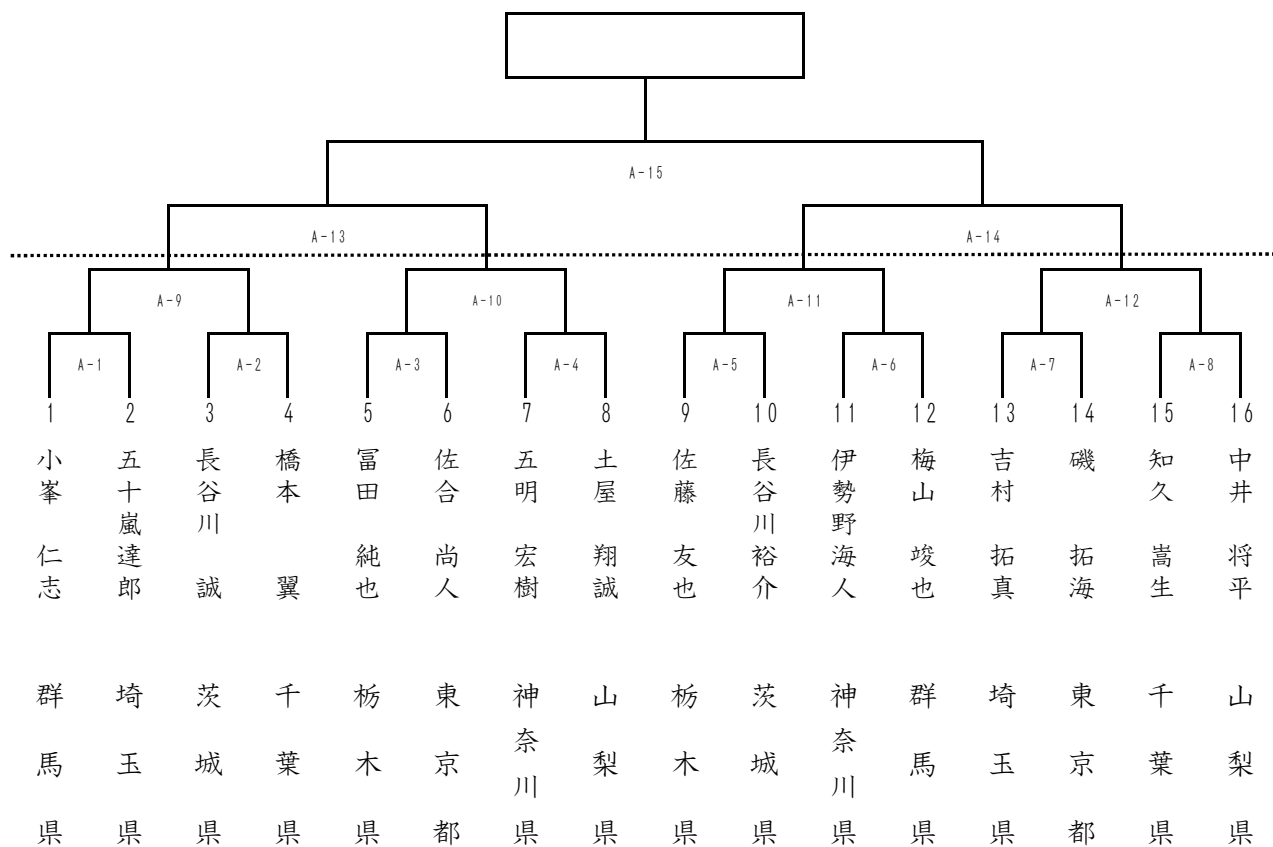 A-15
A-13
A-14
A-9
A-10
A-11
A-12
A-1
A-2
A-3
A-4
A-5
A-6
A-7
A-8
1
小峯 仁志
群馬県
2
五十嵐達郎
埼玉県
3
長谷川 誠
茨城県
4
橋本 翼
千葉県
5
冨田 純也
栃木県
6
佐合 尚人
東京都
7
五明 宏樹
神奈川県
8
土屋 翔誠
山梨県
9
佐藤 友也
栃木県
10
長谷川裕介
茨城県
11
伊勢野海人
神奈川県
12
梅山 竣也
群馬県
13
吉村 拓真
埼玉県
14
磯 拓海
東京都
15
知久 嵩生
千葉県
16
中井 将平
山梨県